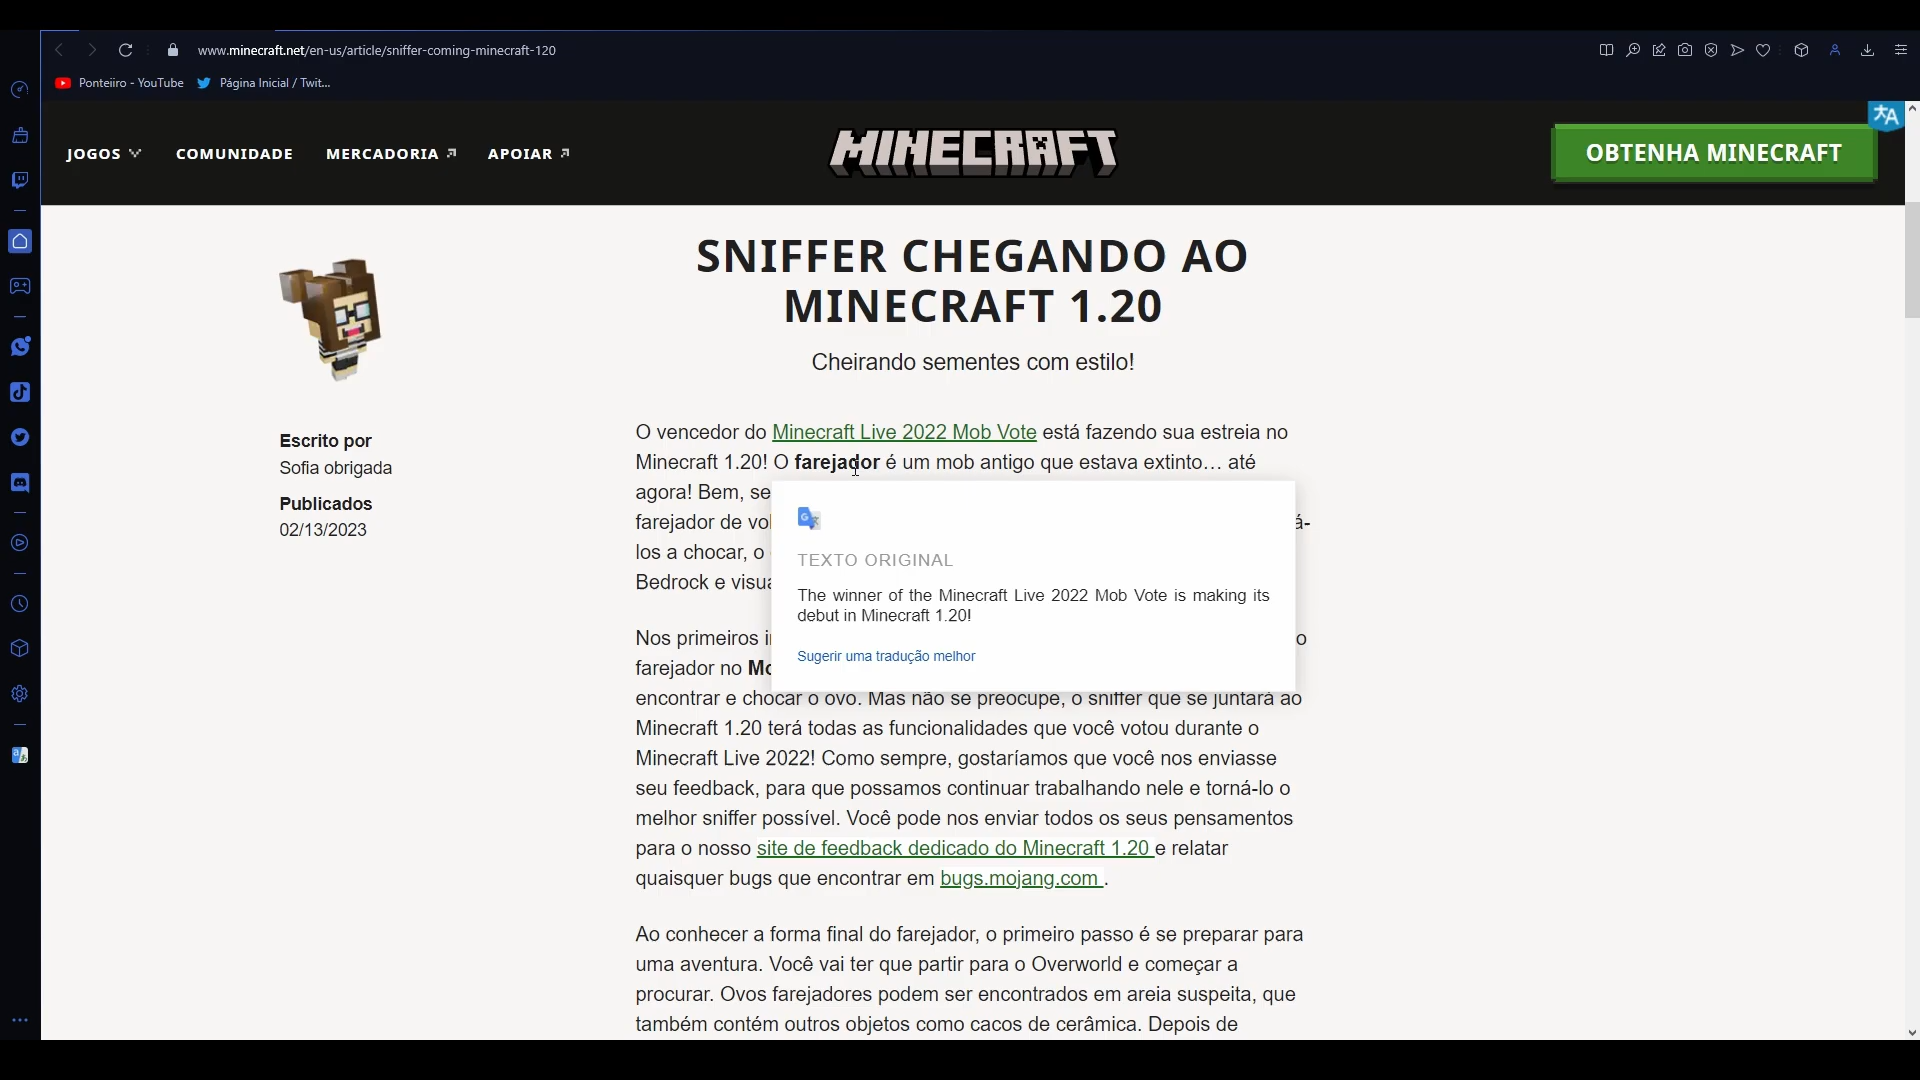 www.minecraft.net/en-us/article/sniffer-coming-minecraft-120
Ponteiiro - YouTube
Página Inicial / Twit...
JOGOS
COMUNIDADE
MERCADORIA
APOIAR
MINECRAFT
OBTENHA MINECRAFT
SNIFFER CHEGANDO AO
MINECRAFT 1.20
Cheirando sementes com estilo!
Escrito por
Sofia obrigada
Publicados
02/13/2023
O vencedor do Minecraft Live 2022 Mob Vote está fazendo sua estreia no
Minecraft 1.20! O farejador é um mob antigo que estava extinto… até
agora! Bem, se
farejador de vol á-
los a chocar, o
Bedrock e visua
TEXTO ORIGINAL
The winner of the Minecraft Live 2022 Mob Vote is making its
debut in Minecraft 1.20!
Sugerir uma tradução melhor
Nos primeiros i o
farejador no Mo
encontrar e chocar o ovo. Mas não se preocupe, o sniffer que se juntará ao
Minecraft 1.20 terá todas as funcionalidades que você votou durante o
Minecraft Live 2022! Como sempre, gostaríamos que você nos enviasse
seu feedback, para que possamos continuar trabalhando nele e torná-lo o
melhor sniffer possível. Você pode nos enviar todos os seus pensamentos
para o nosso site de feedback dedicado do Minecraft 1.20 e relatar
quaisquer bugs que encontrar em bugs.mojang.com .
Ao conhecer a forma final do farejador, o primeiro passo é se preparar para
uma aventura. Você vai ter que partir para o Overworld e começar a
procurar. Ovos farejadores podem ser encontrados em areia suspeita, que
também contém outros objetos como cacos de cerâmica. Depois de